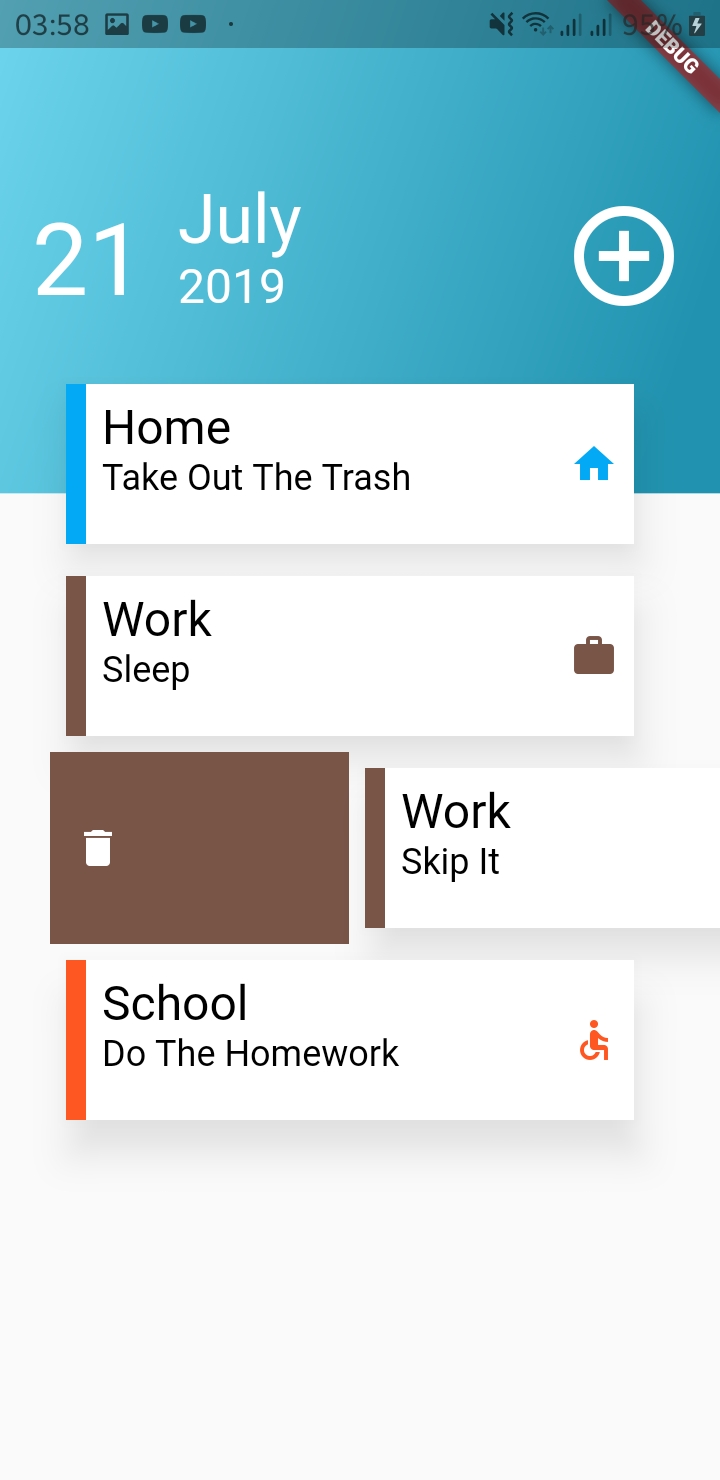 03:58
95%
DEBUG
21
July
2019
Home
Take Out The Trash
Work
Sleep
Work
Skip It
School
Do The Homework